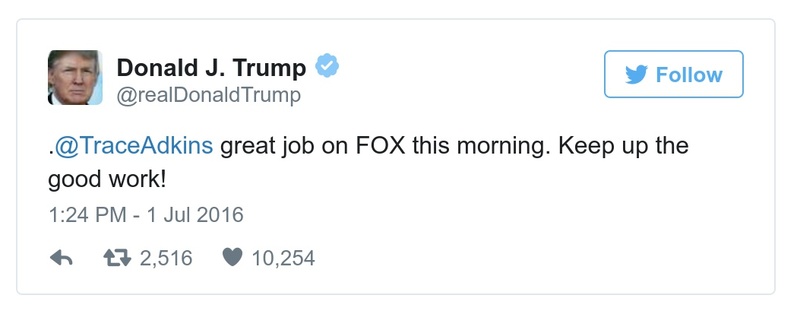 Donald J. Trump
@realDonaldTrump
Follow
.@TraceAdkins great job on FOX this morning. Keep up the
good work!
1:24 PM - 1 Jul 2016
2,516 10,254